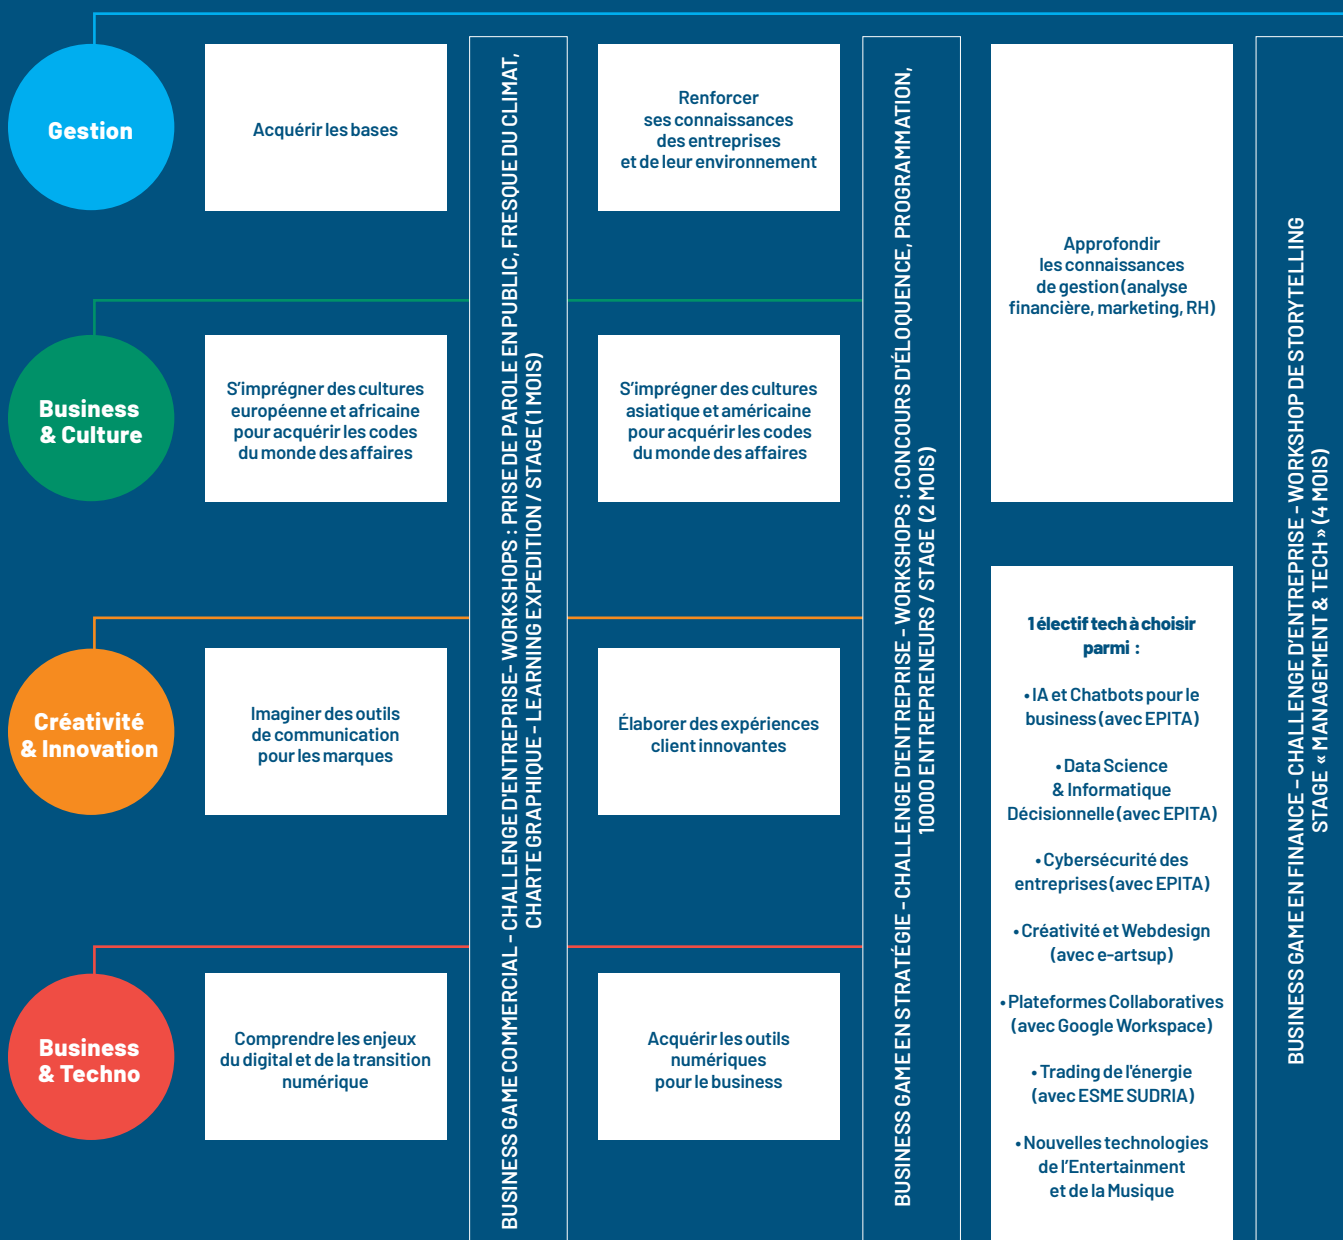 Gestion
Acquérir les bases
Renforcer
ses connaissances
des entreprises
et de leur environnement
Approfondir
les connaissances
de gestion (analyse
financière, marketing, RH)
Business
& Culture
S'imprégner des cultures
européenne et africaine
pour acquérir les codes
du monde des affaires
S'imprégner des cultures
asiatique et américaine
pour acquérir les codes
du monde des affaires
Créativité
& Innovation
Imaginer des outils
de communication
pour les marques
Élaborer des expériences
client innovantes
Business
& Techno
Comprendre les enjeux
du digital et de la transition
numérique
Acquérir les outils
numériques
pour le business
1 électif tech à choisir
parmi :
• IA et Chatbots pour le
business (avec EPITA)
• Data Science
& Informatique
Décisionnelle (avec EPITA)
• Cybersécurité des
entreprises (avec EPITA)
• Créativité et Webdesign
(avec e-artsup)
• Plateformes Collaboratives
(avec Google Workspace)
• Trading de l'énergie
(avec ESME SUDRIA)
• Nouvelles technologies
de l'Entertainment
et de la Musique
BUSINESS GAME COMMERCIAL - CHALLENGE D'ENTREPRISE- WORKSHOPS : PRISE DE PAROLE EN PUBLIC, FRESQUE DU CLIMAT,
CHARTE GRAPHIQUE - LEARNING EXPEDITION / STAGE (1 MOIS)
BUSINESS GAME EN STRATÉGIE - CHALLENGE D'ENTREPRISE - WORKSHOPS : CONCOURS D'ÉLOQUENCE, PROGRAMMATION,
10000 ENTREPRENEURS / STAGE (2 MOIS)
BUSINESS GAME EN FINANCE - CHALLENGE D'ENTREPRISE - WORKSHOP DE STORYTELLING
STAGE « MANAGEMENT & TECH » (4 MOIS)